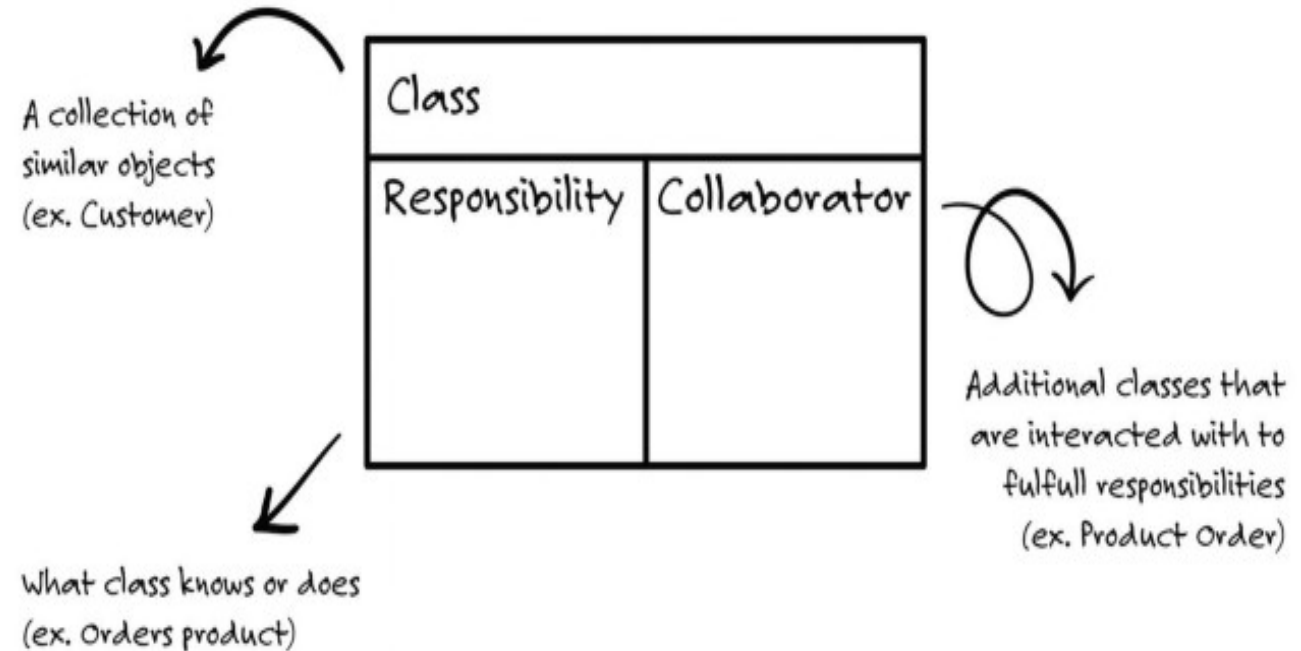 Class
Responsibility
Collaborator
A collection of
similar objects
(ex. Customer)
What class knows or does
(ex. Orders product)
Additional classes that
are interacted with to
fulfull responsibilities
(ex. Product Order)